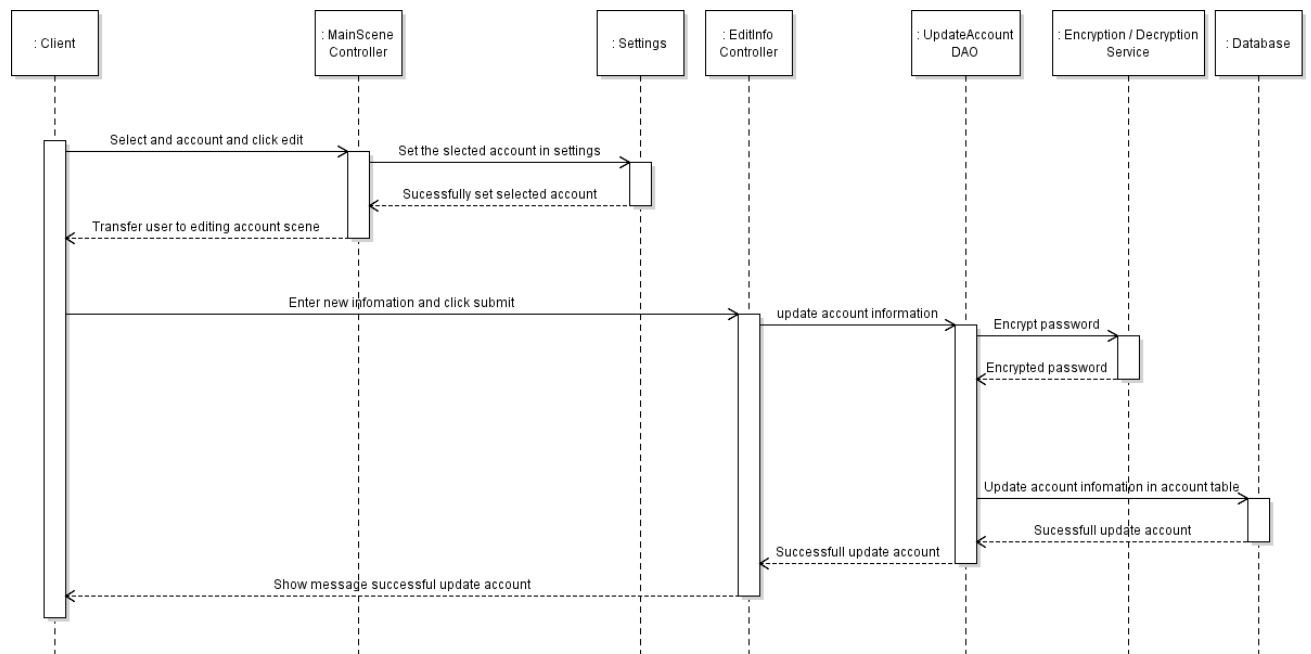 : Client
: MainScene
Controller
: Settings
: EditInfo
Controller
: UpdateAccount
DAO
: Encryption / Decryption
Service
: Database
Select and account and click edit
Set the slected account in settings
Sucessfully set selected account
Transfer user to editing account scene
Enter new infomation and click submit
update account information
Encrypt password
Encrypted password
Update account infomation in account table
Sucessfull update account
Successfull update account
Show message successful update account